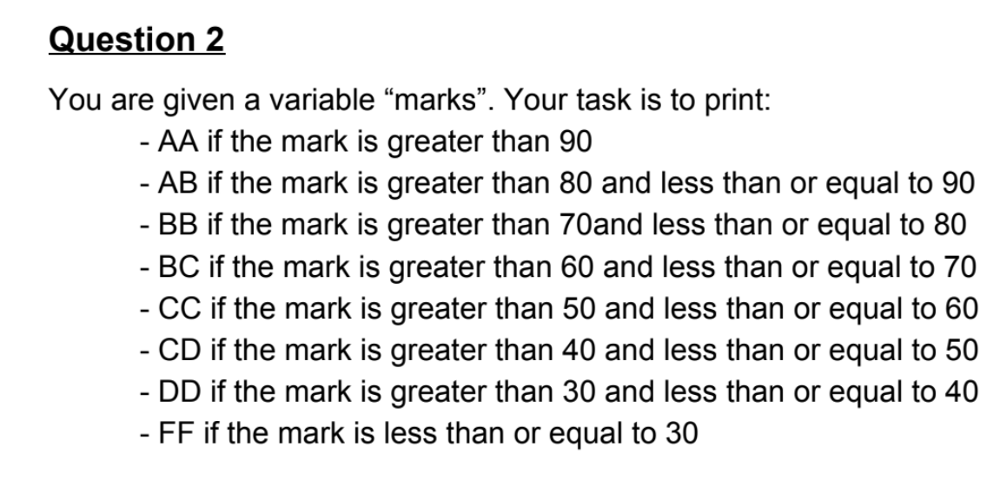 Question 2
You are given a variable “marks”. Your task is to print:
- AA if the mark is greater than 90
- AB if the mark is greater than 80 and less than or equal to 90
- BB if the mark is greater than 70and less than or equal to 80
- BC if the mark is greater than 60 and less than or equal to 70
- CC if the mark is greater than 50 and less than or equal to 60
- CD if the mark is greater than 40 and less than or equal to 50
- DD if the mark is greater than 30 and less than or equal to 40
- FF if the mark is less than or equal to 30